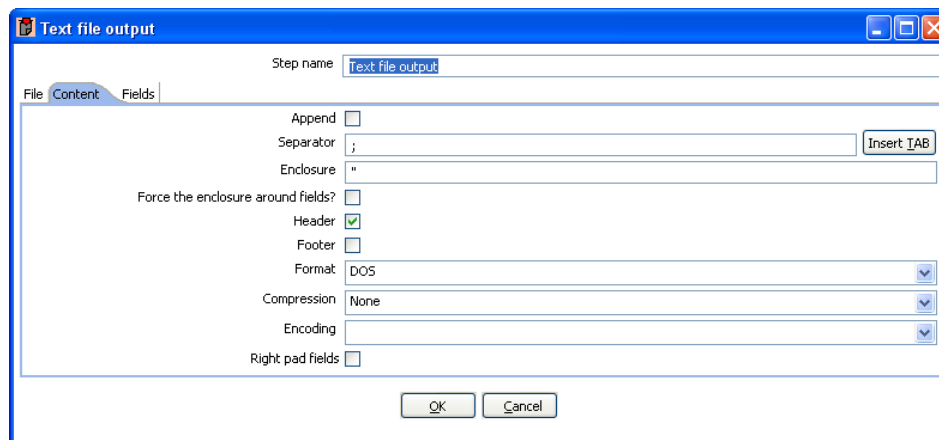 Text file output
Step name Text file output
File Content Fields
Append
Separator ; Insert TAB
Enclosure "
Force the enclosure around fields?
Header
Footer
Format DOS
Compression None
Encoding
Right pad fields
OK Cancel